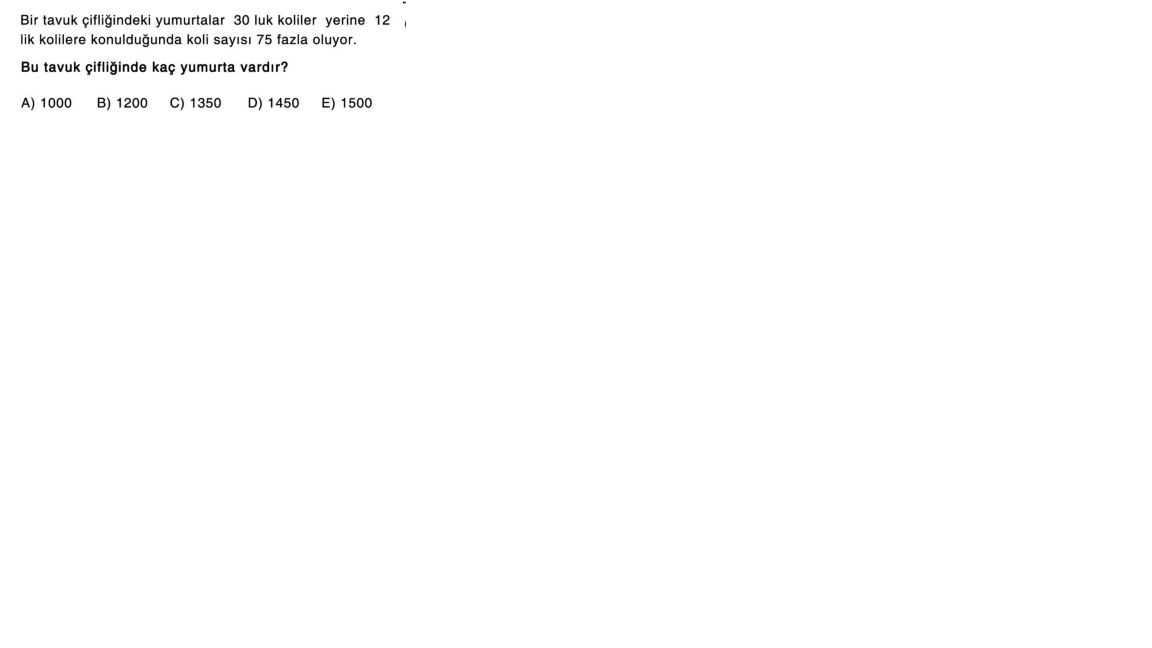 Bir tavuk çifliğindeki yumurtalar 30 luk koliler yerine 12
lik kolilere konulduğunda koli sayısı 75 fazla oluyor.
Bu tavuk çifliğinde kaç yumurta vardır?
A) 1000 B) 1200 C) 1350 D) 1450 E) 1500